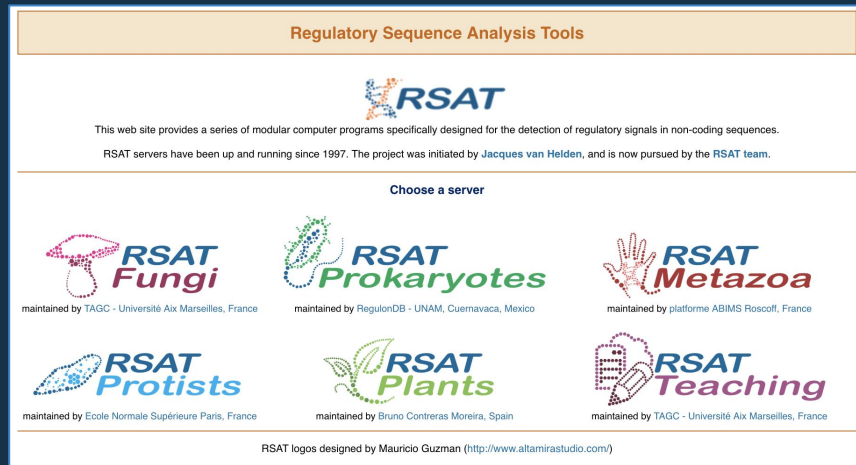 Regulatory Sequence Analysis Tools
RSAT
This web site provides a series of modular computer programs specifically designed for the detection of regulatory signals in non-coding sequences.
RSAT servers have been up and running since 1997. The project was initiated by Jacques van Helden, and is now pursued by the RSAT team.
Choose a server
RSAT
Fungi
maintained by TAGC - Université Aix Marseilles, France
RSAT
Prokaryotes
maintained by RegulonDB - UNAM, Cuernavaca, Mexico
RSAT
Metazoa
maintained by platforme ABIMS Roscoff, France
RSAT
Protists
maintained by Ecole Normale Supérieure Paris, France
RSAT
Plants
maintained by Bruno Contreras Moreira, Spain
RSAT
Teaching
maintained by TAGC - Université Aix Marseilles, France
RSAT logos designed by Mauricio Guzman (http://www.altamirastudio.com/)